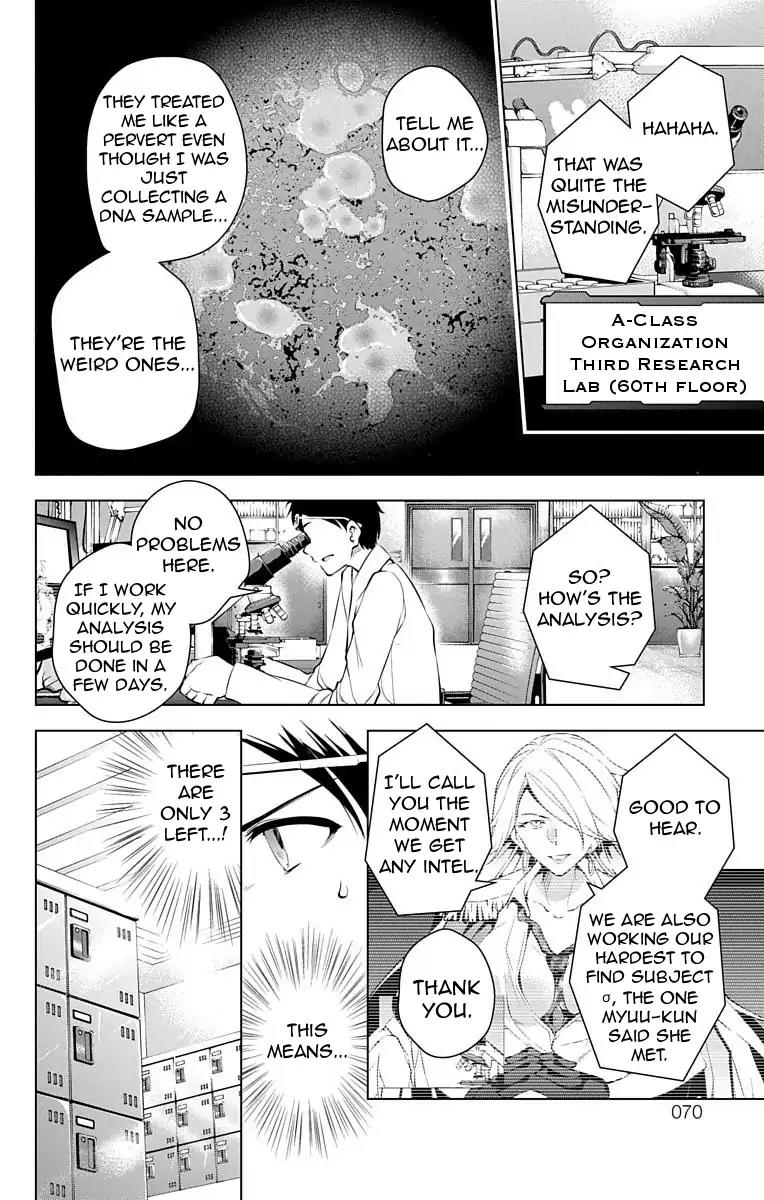 HAHAHA.
THAT WAS
QUITE THE
MISUNDER-
STANDING.
A-CLASS
ORGANIZATION
THIRD RESEARCH
LAB (60TH FLOOR)
TELL ME
ABOUT IT...
THEY TREATED
ME LIKE A
PERVERT EVEN
THOUGH I WAS
JUST
COLLECTING A
DNA SAMPLE...
THEY'RE THE
WEIRD ONES...
SO?
HOW'S THE
ANALYSIS?
NO
PROBLEMS
HERE.
IF I WORK
QUICKLY, MY
ANALYSIS
SHOULD BE
DONE IN A
FEW DAYS.
GOOD TO
HEAR.
WE ARE ALSO
WORKING OUR
HARDEST TO
FIND SUBJECT
σ, THE ONE
MYUU-KUN
SAID SHE
MET.
I'LL CALL
YOU THE
MOMENT
WE GET
ANY INTEL.
THANK
YOU.
THIS
MEANS...
THERE
ARE
ONLY 3
LEFT...!
070